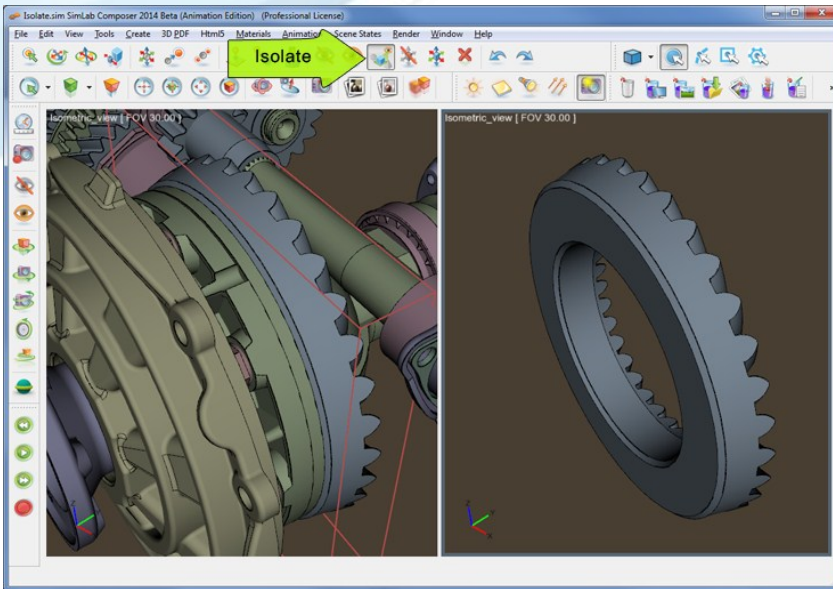 Isolate.sim SimLab Composer 2014 Beta (Animation Edition) (Professional License)
File Edit View Tools Create 3D PDF Html5 Materials Animation Scene States Render Window Help
Isolate
Isometric_view [ FOV 30.00 ]
Isometric_view [ FOV 30.00 ]